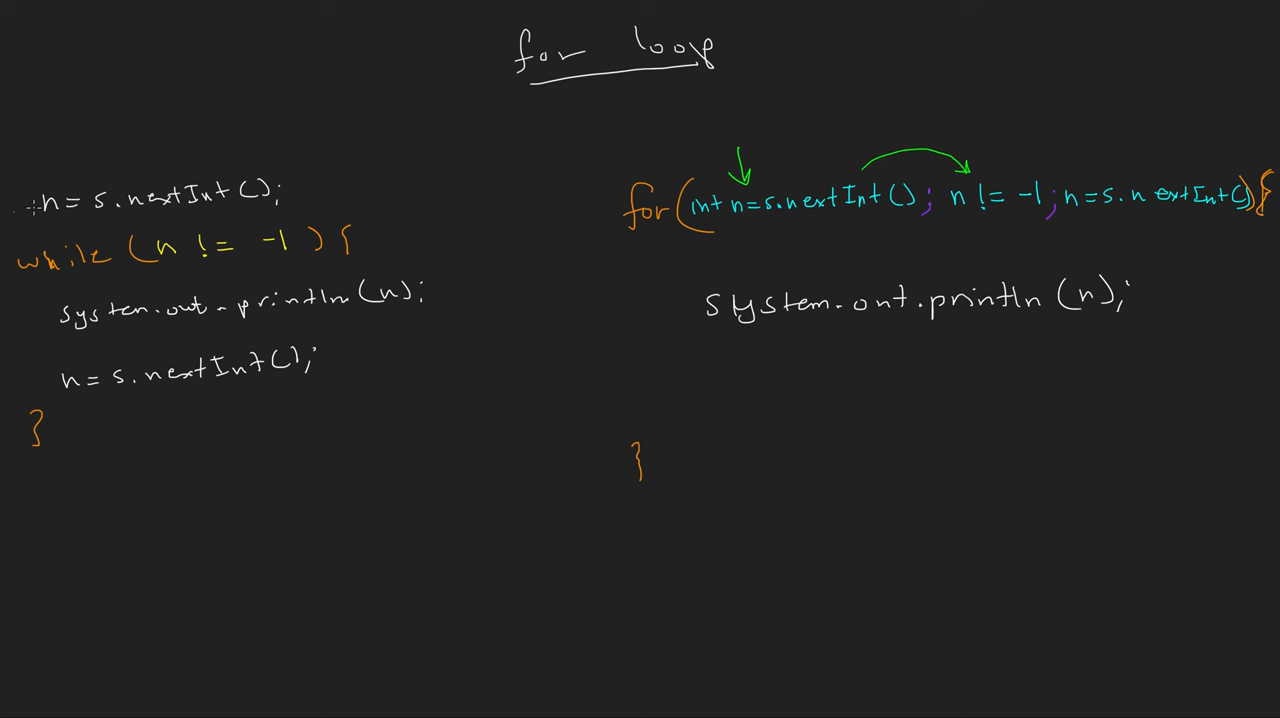 for loop
n = s.nextInt();
while (n != -1) {
system.out.println(n);
n = s.nextInt();
}
for(int n=s.nextInt(); n != -1; n=s.nextInt()){
system.out.println(n);
}